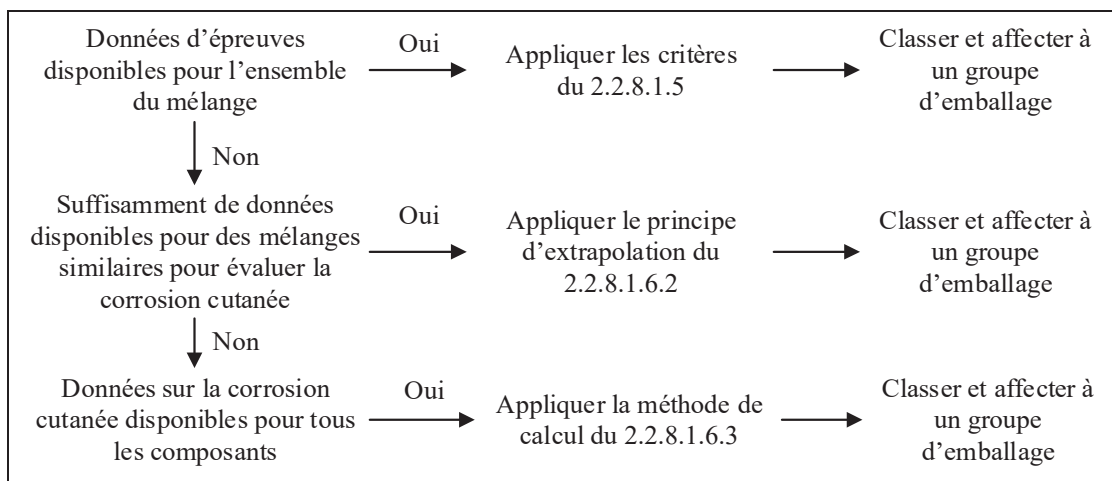 Données d'épreuves
disponibles pour l'ensemble
du mélange
Oui
Appliquer les critères
du 2.2.8.1.5
Classer et affecter à
un groupe
d'emballage
Non
Suffisamment de données
disponibles pour des mélanges
similaires pour évaluer la
corrosion cutanée
Oui
Appliquer le principe
d'extrapolation du
2.2.8.1.6.2
Classer et affecter à
un groupe
d'emballage
Non
Données sur la corrosion
cutanée disponibles pour tous
les composants
Oui
Appliquer la méthode de
calcul du 2.2.8.1.6.3
Classer et affecter à
un groupe
d'emballage